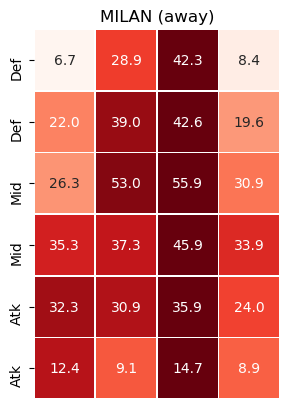 MILAN (away)
Def 6.7 28.9 42.3 8.4
Def 22.0 39.0 42.6 19.6
Mid 26.3 53.0 55.9 30.9
Mid 35.3 37.3 45.9 33.9
Atk 32.3 30.9 35.9 24.0
Atk 12.4 9.1 14.7 8.9